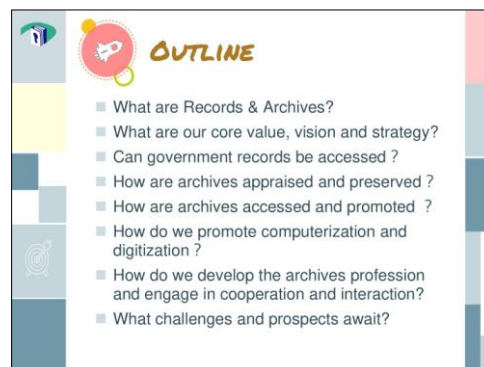 OUTLINE
What are Records & Archives?
What are our core value, vision and strategy?
Can government records be accessed？
How are archives appraised and preserved？
How are archives accessed and promoted ？
How do we promote computerization and
digitization？
How do we develop the archives profession
and engage in cooperation and interaction?
What challenges and prospects await?